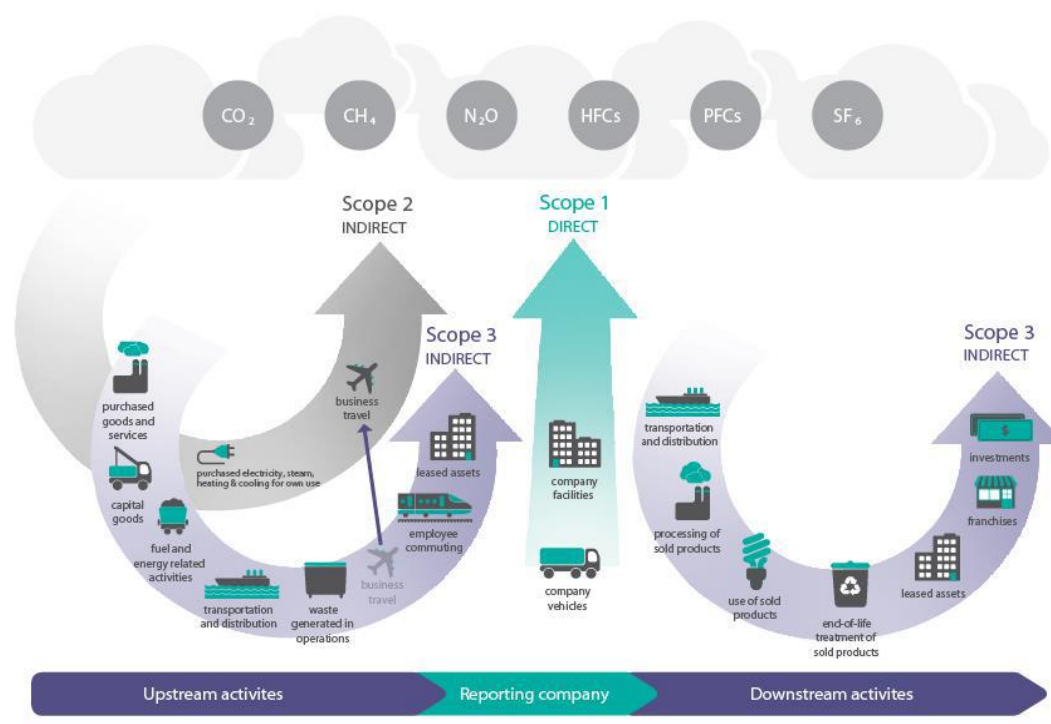 CO₂
CH₄
N₂O
HFCs
PFCs
SF₆
Scope 2
INDIRECT
Scope 1
DIRECT
Scope 3
INDIRECT
Scope 3
INDIRECT
purchased
goods and
services
capital
goods
fuel and
energy related
activities
purchased electricity, steam,
heating & cooling for own use
business
travel
transportation
and distribution
waste
generated in
operations
business
travel
employee
commuting
leased assets
company
facilities
company
vehicles
transportation
and distribution
processing of
sold products
use of sold
products
end-of-life
treatment of
sold products
leased assets
franchises
investments
$
Upstream activites
Reporting company
Downstream activites